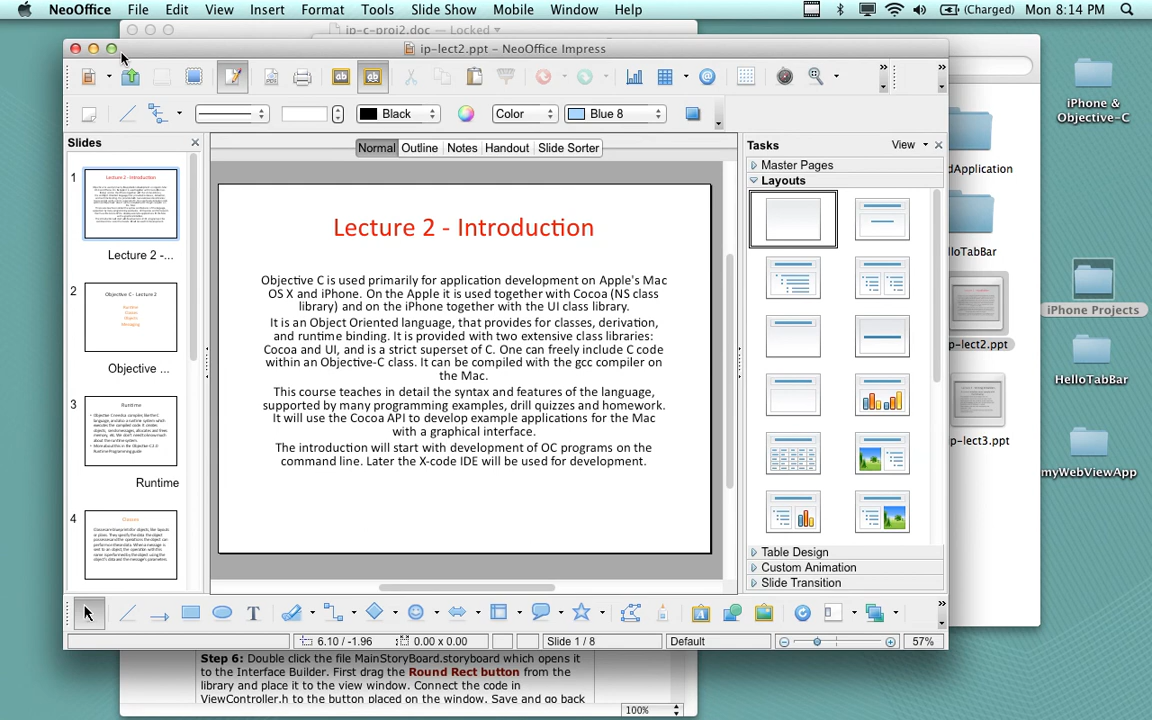 NeoOffice File Edit View Insert Format Tools Slide Show Mobile Window Help (Charged) Mon 8:14 PM
ip-c-proj2.doc - Locked
ip-lect2.ppt - NeoOffice Impress
Black Color Blue 8
Slides
Normal Outline Notes Handout Slide Sorter
Tasks View
Master Pages
Layouts
1
Lecture 2 - Introduction
Lecture 2 -...
2
Objective C - Lecture 2
Runtime
Classes
Objects
Messaging
Objective ...
3
Runtime
Runtime
4
Classes
Lecture 2 - Introduction
Objective C is used primarily for application development on Apple's Mac
OS X and iPhone. On the Apple it is used together with Cocoa (NS class
library) and on the iPhone together with the UI class library.
It is an Object Oriented language, that provides for classes, derivation,
and runtime binding. It is provided with two extensive class libraries:
Cocoa and UI, and is a strict superset of C. One can freely include C code
within an Objective-C class. It can be compiled with the gcc compiler on
the Mac.
This course teaches in detail the syntax and features of the language,
supported by many programming examples, drill quizzes and homework.
It will use the Cocoa API to develop example applications for the Mac
with a graphical interface.
The introduction will start with development of OC programs on the
command line. Later the X-code IDE will be used for development.
Table Design
Custom Animation
Slide Transition
6.10 / -1.96 0.00 x 0.00 Slide 1 / 8 Default 57%
Step 6: Double click the file MainStoryBoard.storyboard which opens it
to the Interface Builder. First drag the Round Rect button from the
library and place it to the view window. Connect the code in
ViewController.h to the button placed on the window. Save and go back
100%
dApplication
lloTabBar
p-lect2.ppt
p-lect3.ppt
iPhone &
Objective-C
iPhone Projects
HelloTabBar
myWebViewApp